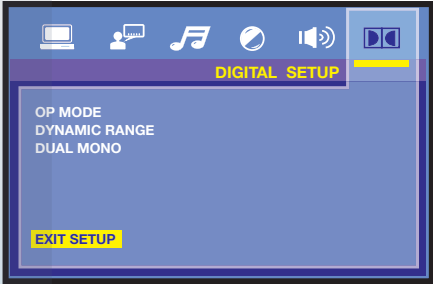 DIGITAL SETUP
OP MODE
DYNAMIC RANGE
DUAL MONO
EXIT SETUP